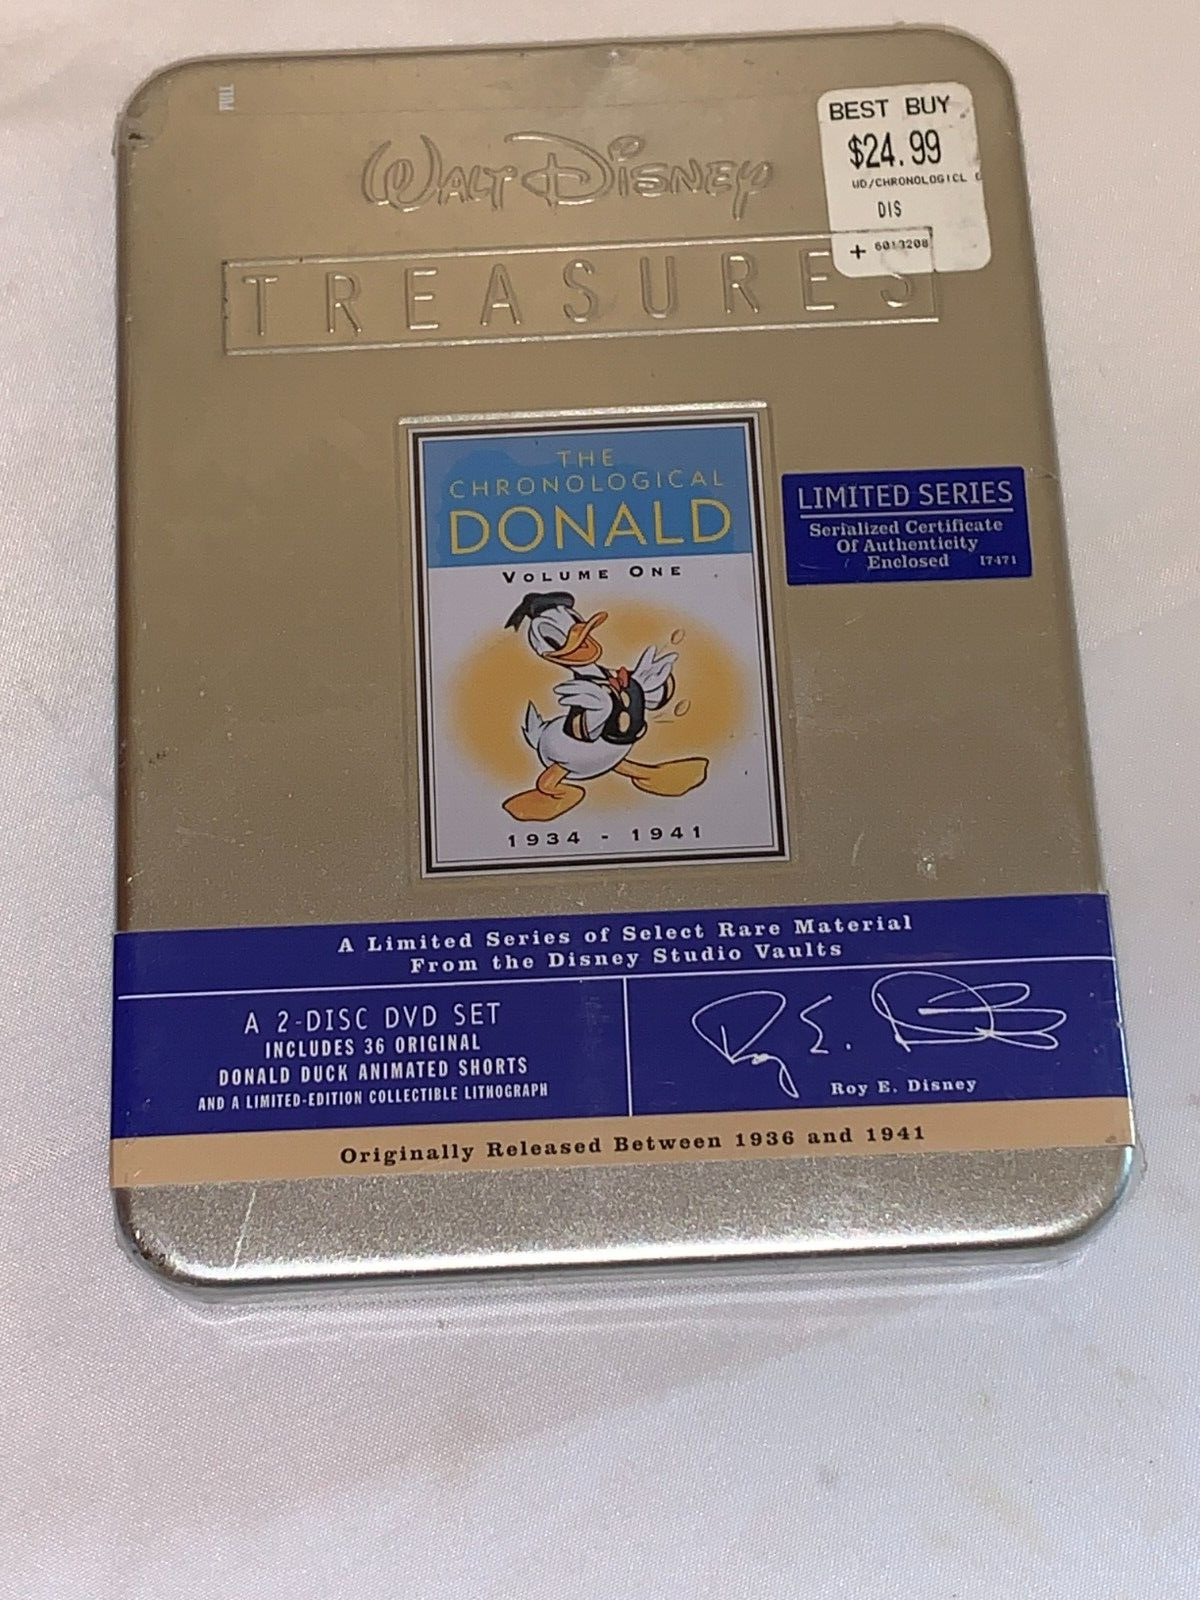 PULL
BEST BUY
$24.99
UD/CHRONOLOGICL
DIS
+ 6013208
WALT DISNEY
TREASURES
THE
CHRONOLOGICAL
DONALD
VOLUME ONE
1934 - 1941
LIMITED SERIES
Serialized Certificate
Of Authenticity
Enclosed 17471
A Limited Series of Select Rare Material
From the Disney Studio Vaults
A 2-DISC DVD SET
INCLUDES 36 ORIGINAL
DONALD DUCK ANIMATED SHORTS
AND A LIMITED-EDITION COLLECTIBLE LITHOGRAPH
Roy E. Disney
Roy E. Disney
Originally Released Between 1936 and 1941